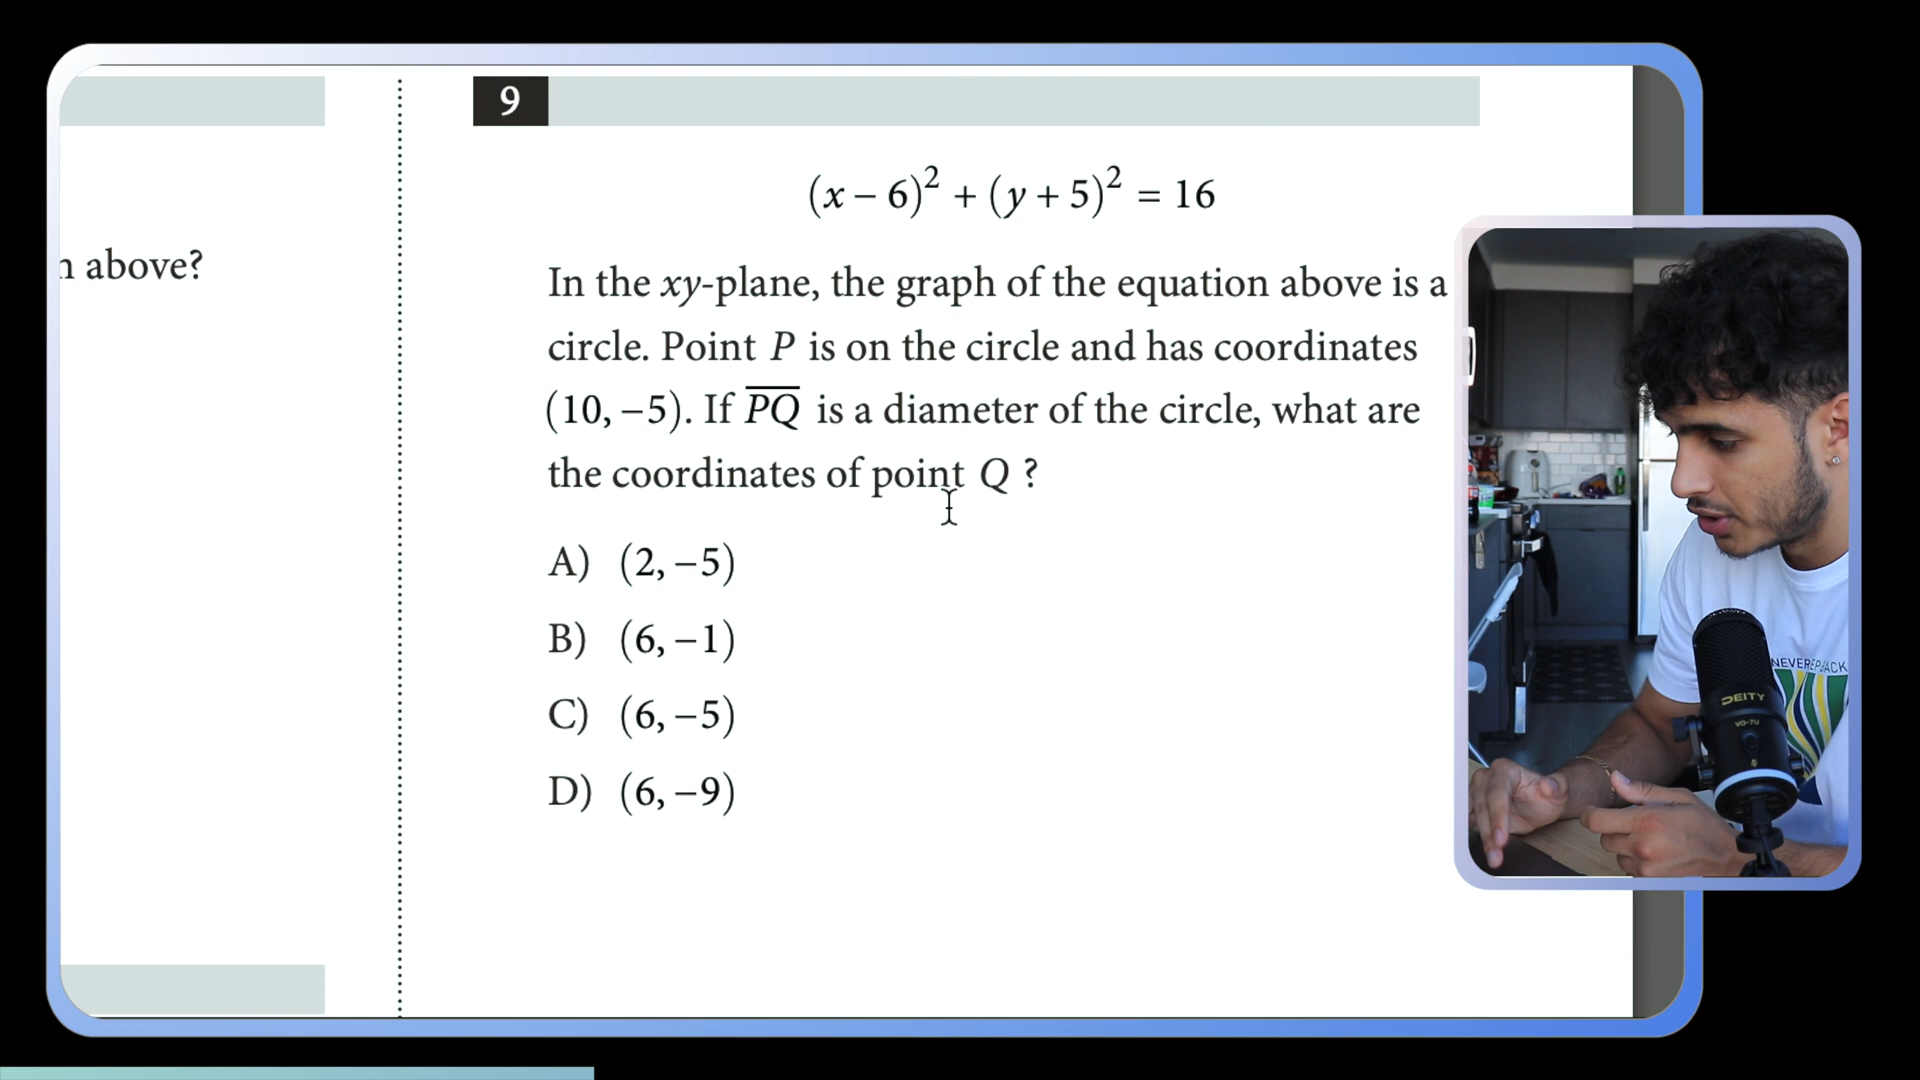 9
(x – 6)² + (y + 5)² = 16
n above?
In the xy-plane, the graph of the equation above is a
circle. Point P is on the circle and has coordinates
(10, –5). If P̅Q̅ is a diameter of the circle, what are
the coordinates of point Q ?
A) (2, –5)
B) (6, –1)
C) (6, –5)
D) (6, –9)
DEITY
VO-7U